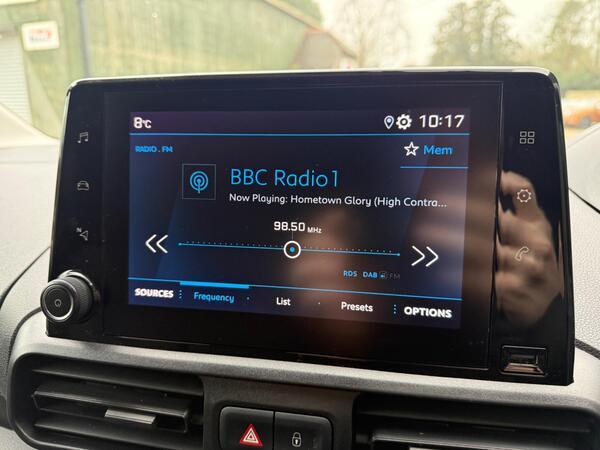 8°C
10:17
RADIO . FM
Mem
BBC Radio 1
Now Playing: Hometown Glory (High Contra...
98.50 MHz
RDS DAB FM
SOURCES
Frequency
List
Presets
OPTIONS
N